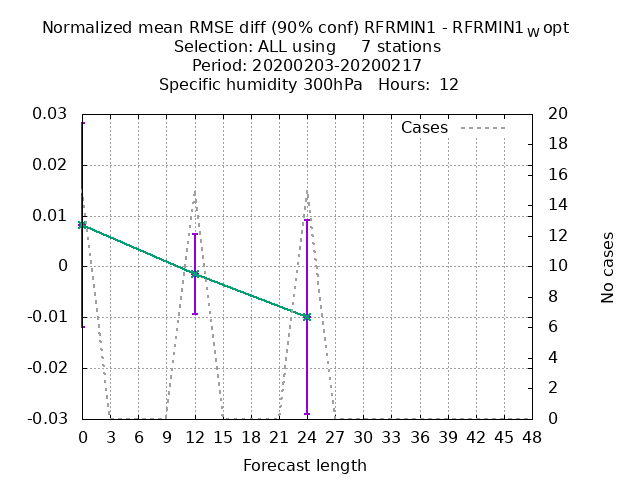 Normalized mean RMSE diff (90% conf) RFRMIN1 - RFRMIN1wopt
Selection: ALL using 7 stations
Period: 20200203-20200217
Specific humidity 300hPa Hours: 12
Cases
0.03
0.02
0.01
0
-0.01
-0.02
-0.03
20
18
16
14
12
10
8
6
4
2
0
No cases
0 3 6 9 12 15 18 21 24 27 30 33 36 39 42 45 48
Forecast length